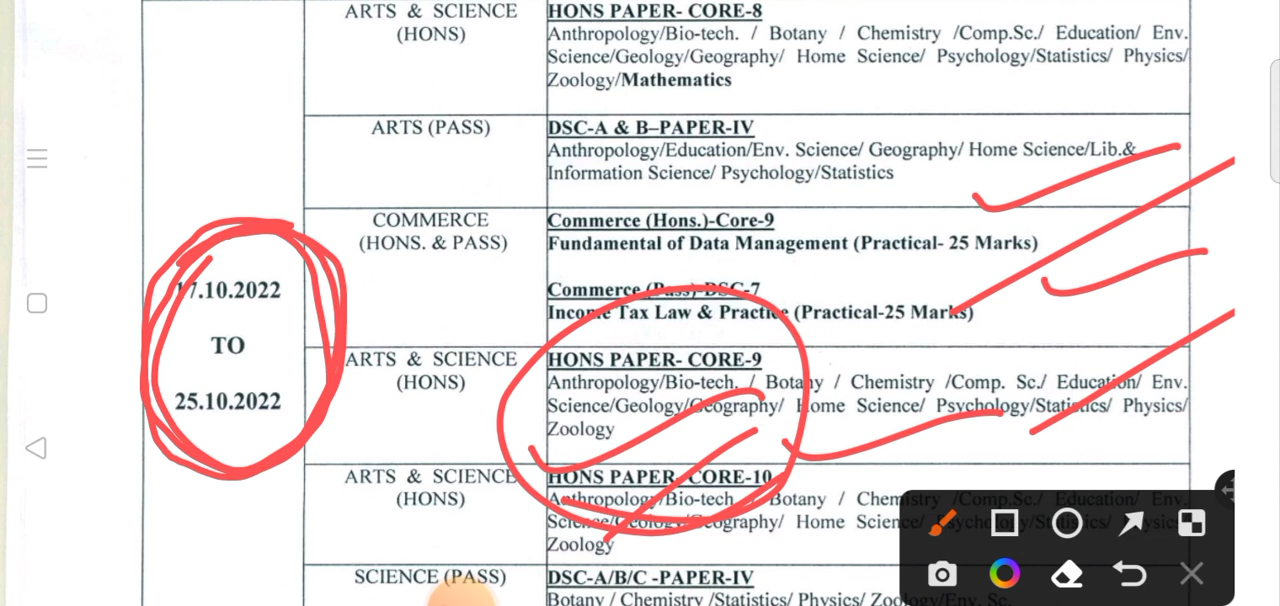 ARTS & SCIENCE
(HONS)
HONS PAPER- CORE-8
Anthropology/Bio-tech. / Botany / Chemistry /Comp.Sc./ Education/ Env.
Science/Geology/Geography/ Home Science/ Psychology/Statistics/ Physics/
Zoology/Mathematics
ARTS (PASS)
DSC-A & B–PAPER-IV
Anthropology/Education/Env. Science/ Geography/ Home Science/Lib.&
Information Science/ Psychology/Statistics
17.10.2022
TO
25.10.2022
COMMERCE
(HONS. & PASS)
Commerce (Hons.)-Core-9
Fundamental of Data Management (Practical- 25 Marks)
Commerce (Pass)-DSC-7
Income Tax Law & Practice (Practical-25 Marks)
ARTS & SCIENCE
(HONS)
HONS PAPER- CORE-9
Anthropology/Bio-tech. / Botany / Chemistry /Comp. Sc./ Education/ Env.
Science/Geology/Geography/ Home Science/ Psychology/Statistics/ Physics/
Zoology
ARTS & SCIENCE
(HONS)
HONS PAPER- CORE-10
Anthropology/Bio-tech. / Botany / Chemistry /Comp.Sc./ Education/ Env.
Science/Geology/Geography/ Home Science/ Psychology/Statistics/ Physics/
Zoology
SCIENCE (PASS)
DSC-A/B/C -PAPER-IV
Botany / Chemistry /Statistics/ Physics/ Zoology/Env. Sc.